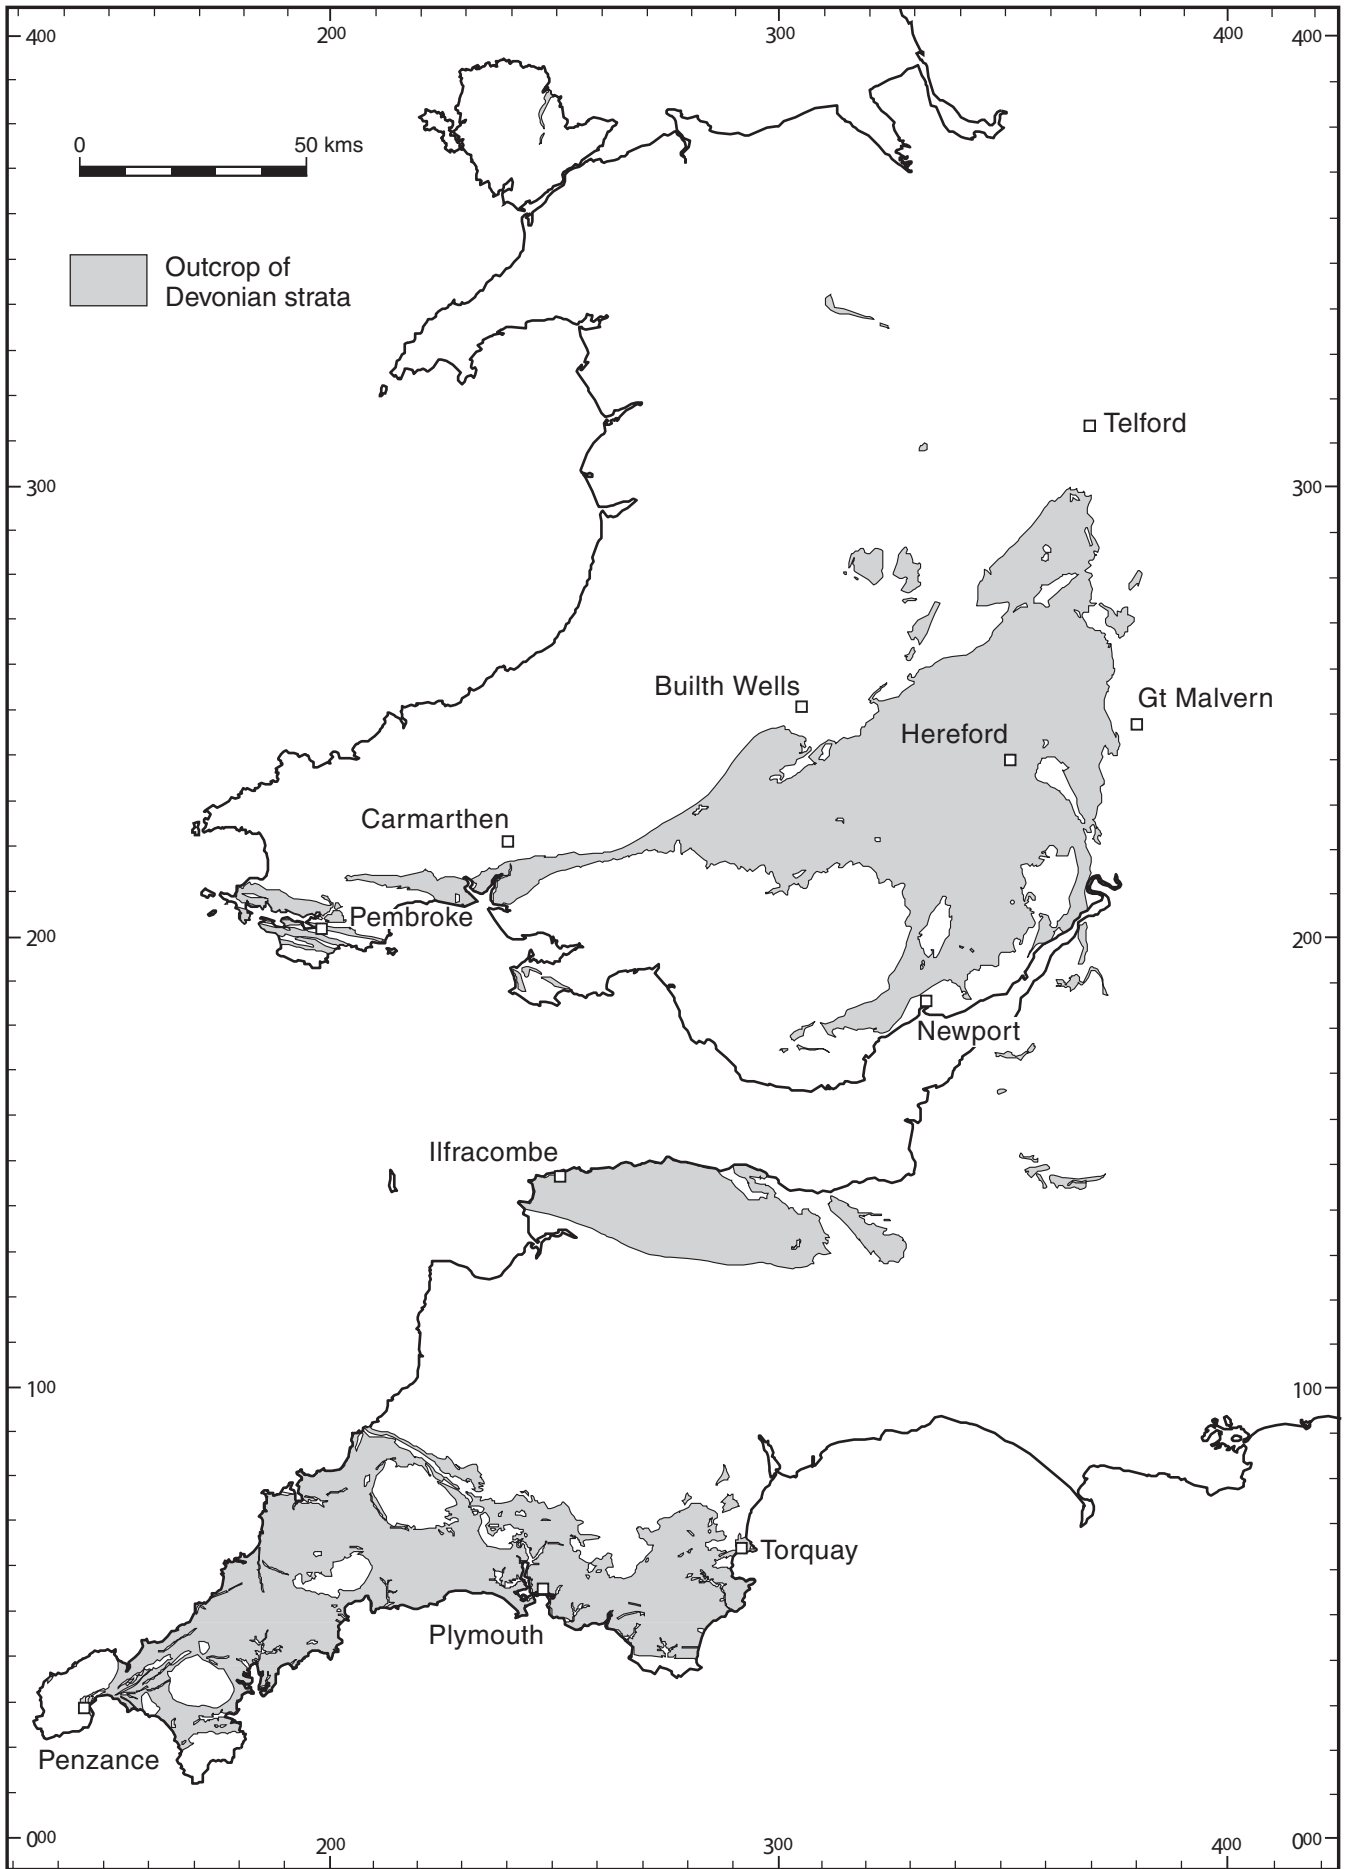 200
300
400
400
400
0
50 kms
Outcrop of
Devonian strata
Telford
300
300
Builth Wells
Gt Malvern
Hereford
Carmarthen
Pembroke
200
200
Newport
Ilfracombe
100
100
Torquay
Plymouth
Penzance
000
000
200
300
400